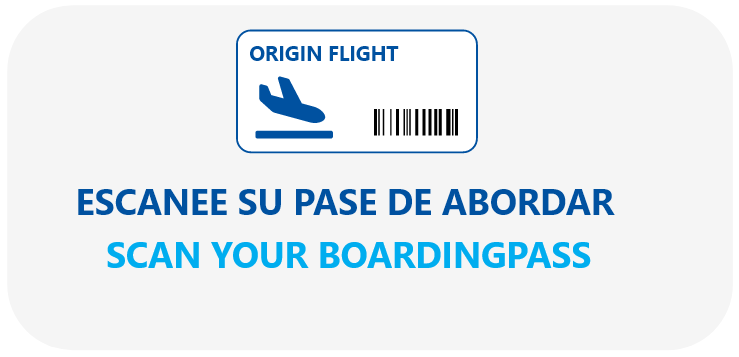 ORIGIN FLIGHT
ESCANEE SU PASE DE ABORDAR
SCAN YOUR BOARDINGPASS